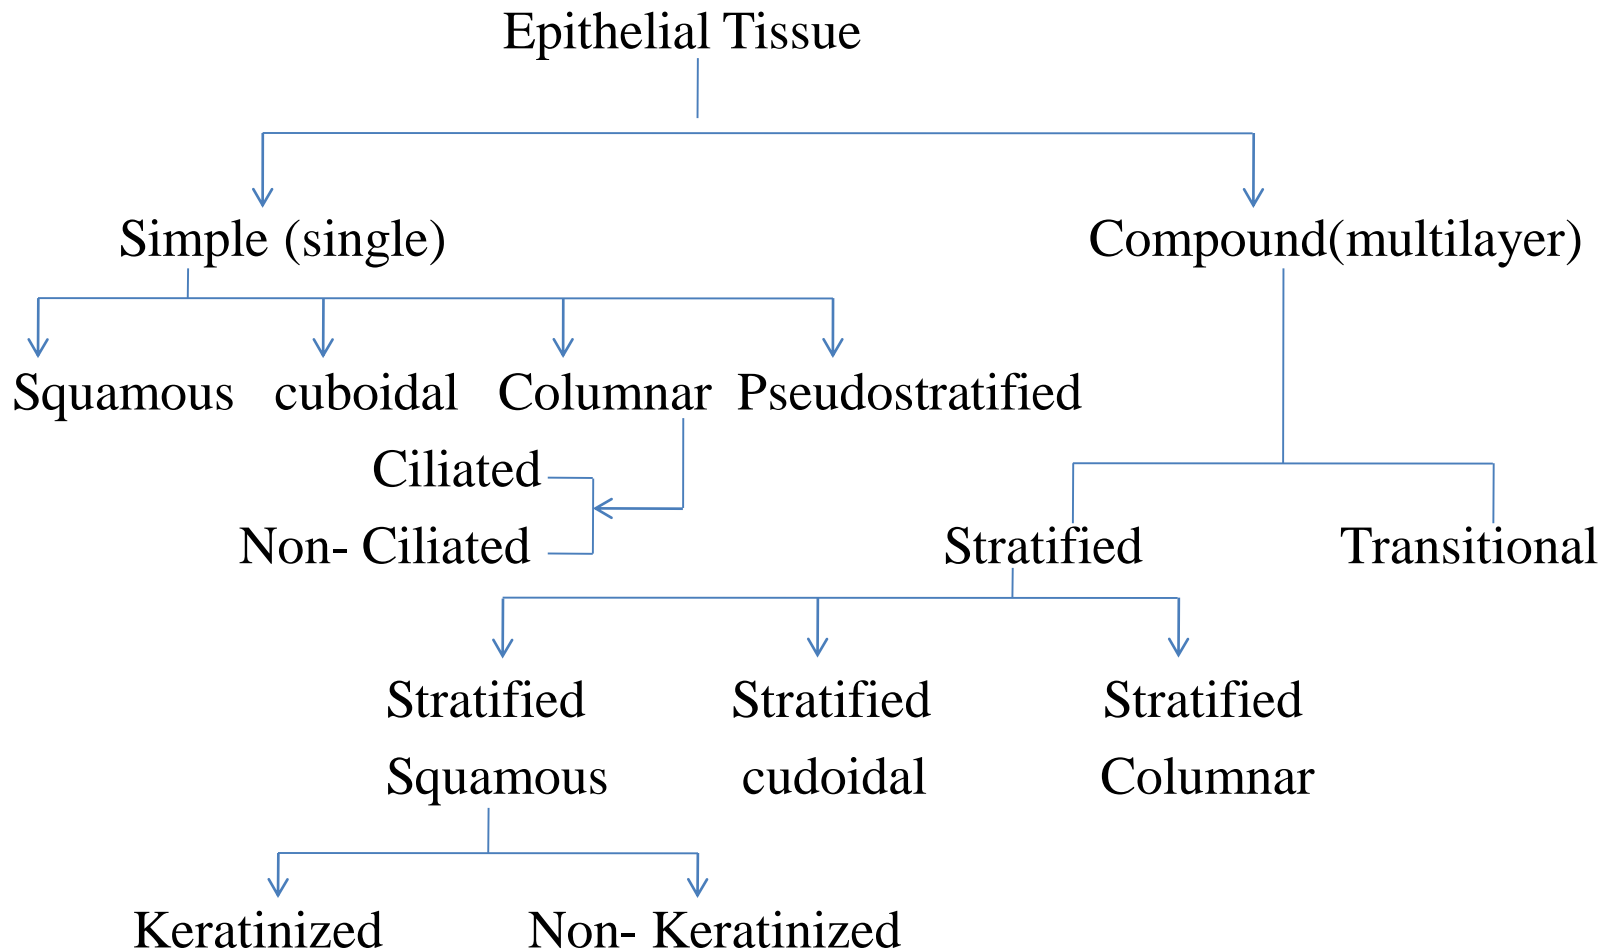 Epithelial Tissue
Simple (single) Compound(multilayer)
Squamous cuboidal Columnar Pseudostratified
Ciliated
Non- Ciliated Stratified Transitional
Stratified Stratified Stratified
Squamous cudoidal Columnar
Keratinized Non- Keratinized